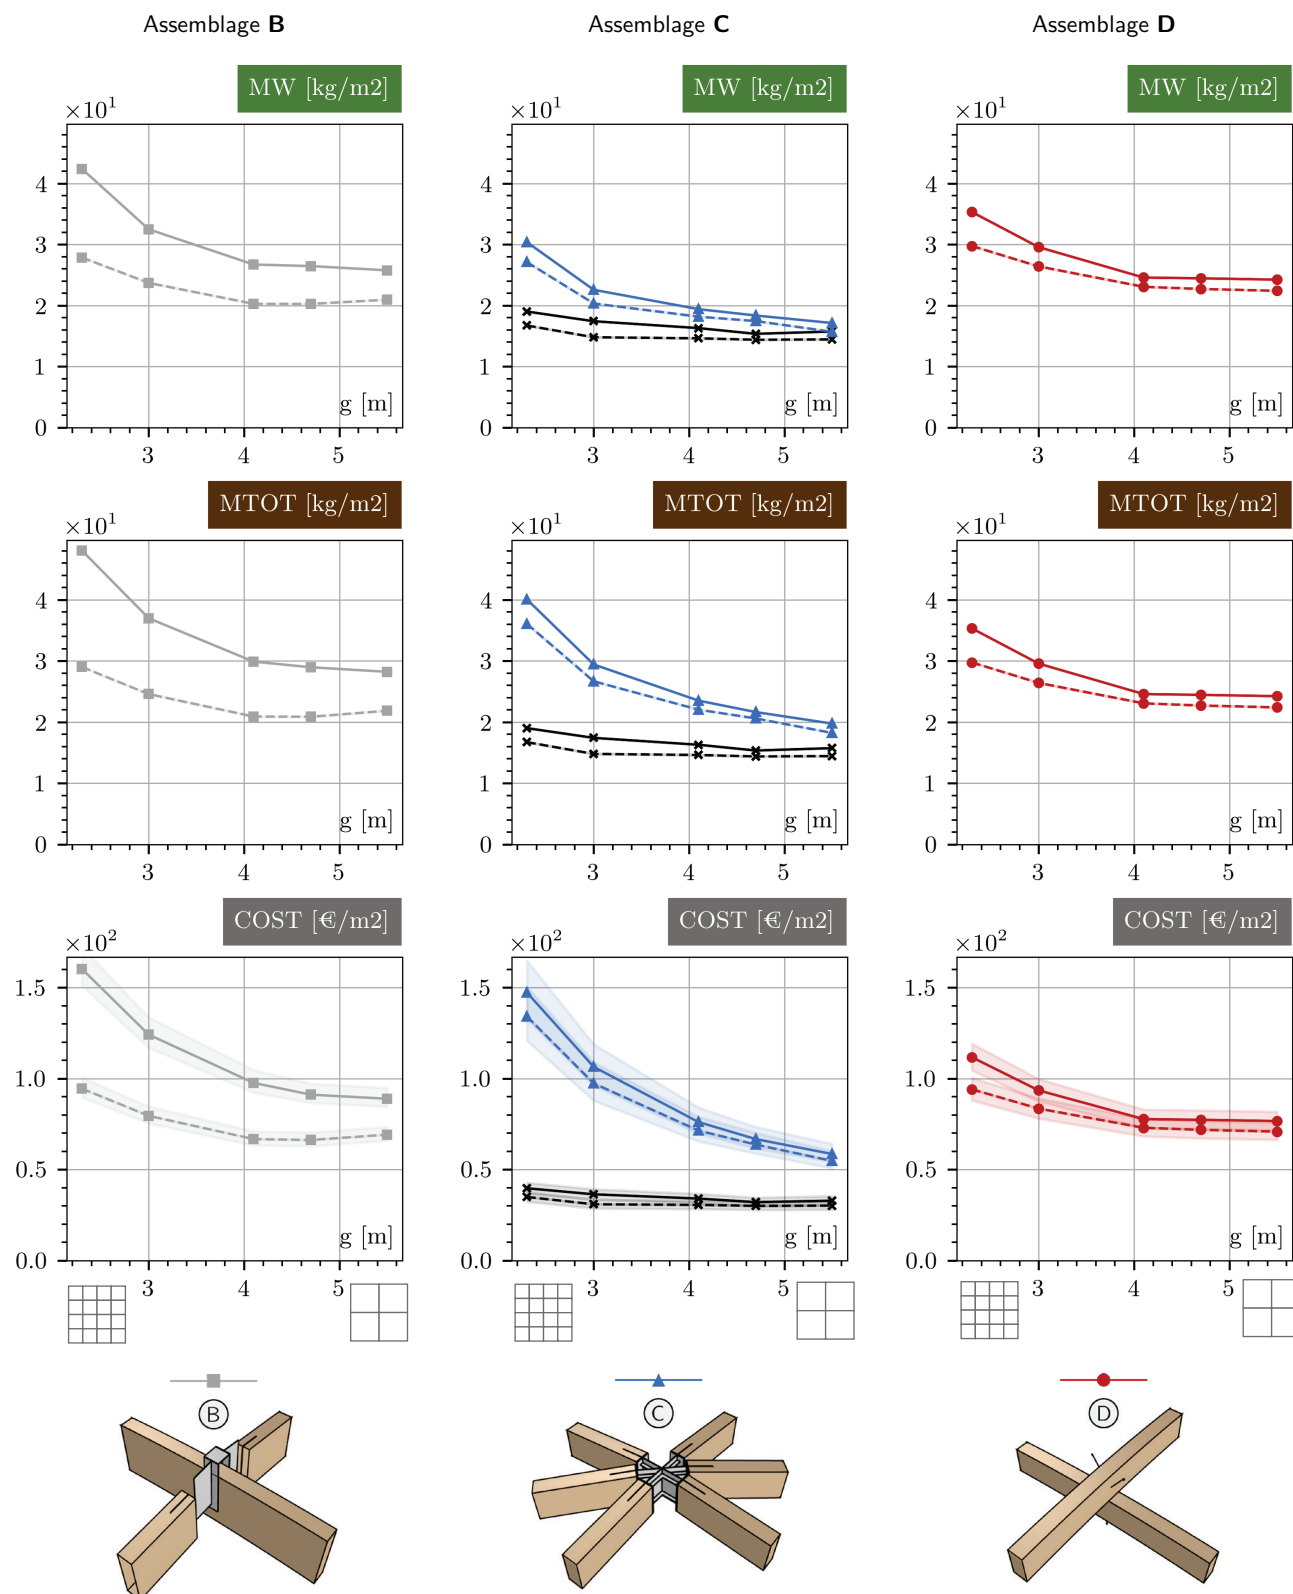 Assemblage B
Assemblage C
Assemblage D
MW [kg/m2]
MW [kg/m2]
MW [kg/m2]
×10¹
×10¹
×10¹
4
4
4
3
3
3
2
2
2
1
1
1
g [m]
g [m]
g [m]
0
0
0
3 4 5
3 4 5
3 4 5
MTOT [kg/m2]
MTOT [kg/m2]
MTOT [kg/m2]
×10¹
×10¹
×10¹
4
4
4
3
3
3
2
2
2
1
1
1
g [m]
g [m]
g [m]
0
0
0
3 4 5
3 4 5
3 4 5
COST [€/m2]
COST [€/m2]
COST [€/m2]
×10²
×10²
×10²
1.5
1.5
1.5
1.0
1.0
1.0
0.5
0.5
0.5
g [m]
g [m]
g [m]
0.0
0.0
0.0
3 4 5
3 4 5
3 4 5
B
C
D